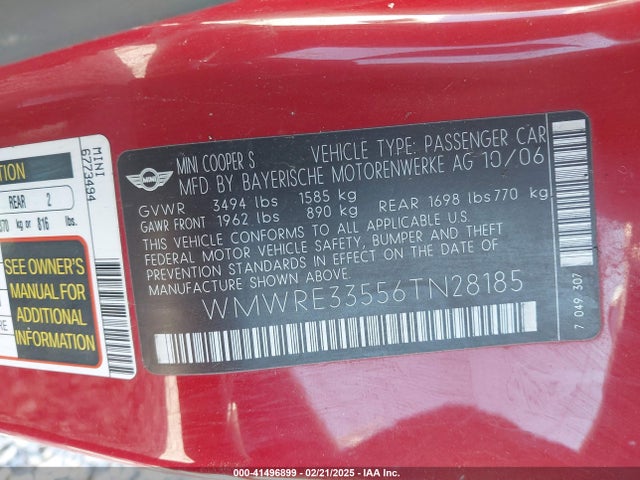 MINI
6773494
REAR 2
kg or 816
SEE OWNER'S
MANUAL FOR
ADDITIONAL
INFORMATION
MINI
MINI COOPER S VEHICLE TYPE: PASSENGER CAR
MFD BY BAYERISCHE MOTORENWERKE AG 10/06
GVWR 3494 lbs 1585 kg
GAWR FRONT 1962 lbs 890 kg REAR 1698 lbs 770 kg
THIS VEHICLE CONFORMS TO ALL APPLICABLE U.S.
FEDERAL MOTOR VEHICLE SAFETY, BUMPER AND THEFT
PREVENTION STANDARDS IN EFFECT ON THE DATE OF
MANUFACTURE SHOWN ABOVE.
WMWRE33556TN28185
7 049 307
000-41496899 - 02/21/2025 - IAA Inc.